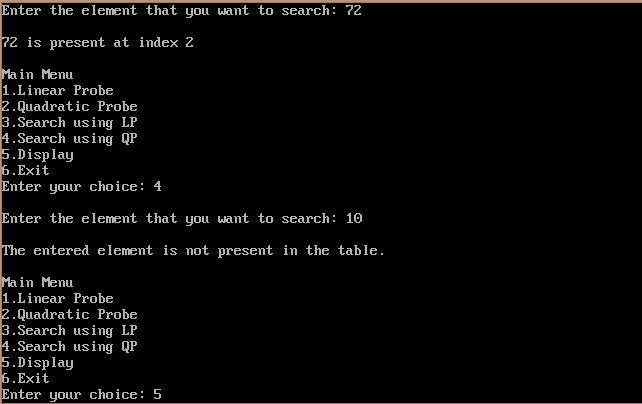 Enter the element that you want to search: 72
72 is present at index 2
Main Menu
1.Linear Probe
2.Quadratic Probe
3.Search using LP
4.Search using QP
5.Display
6.Exit
Enter your choice: 4
Enter the element that you want to search: 10
The entered element is not present in the table.
Main Menu
1.Linear Probe
2.Quadratic Probe
3.Search using LP
4.Search using QP
5.Display
6.Exit
Enter your choice: 5